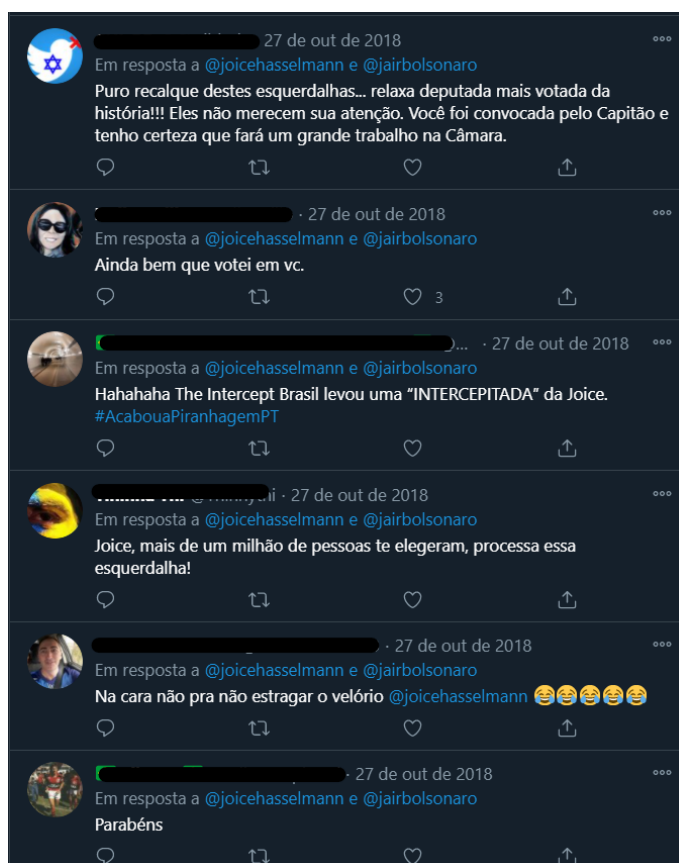 27 de out de 2018
Em resposta a @joicehasselmann e @jairbolsonaro
Puro recalque destes esquerdalhas... relaxa deputada mais votada da
história!!! Eles não merecem sua atenção. Você foi convocada pelo Capitão e
tenho certeza que fará um grande trabalho na Câmara.
· 27 de out de 2018
Em resposta a @joicehasselmann e @jairbolsonaro
Ainda bem que votei em vc.
3
@... · 27 de out de 2018
Em resposta a @joicehasselmann e @jairbolsonaro
Hahahaha The Intercept Brasil levou uma “INTERCEPITADA” da Joice.
#AcabouaPiranhagemPT
· 27 de out de 2018
Em resposta a @joicehasselmann e @jairbolsonaro
Joice, mais de um milhão de pessoas te elegeram, processa essa
esquerdalha!
· 27 de out de 2018
Em resposta a @joicehasselmann e @jairbolsonaro
Na cara não pra não estragar o velório @joicehasselmann 😂😂😂😂😂
· 27 de out de 2018
Em resposta a @joicehasselmann e @jairbolsonaro
Parabéns